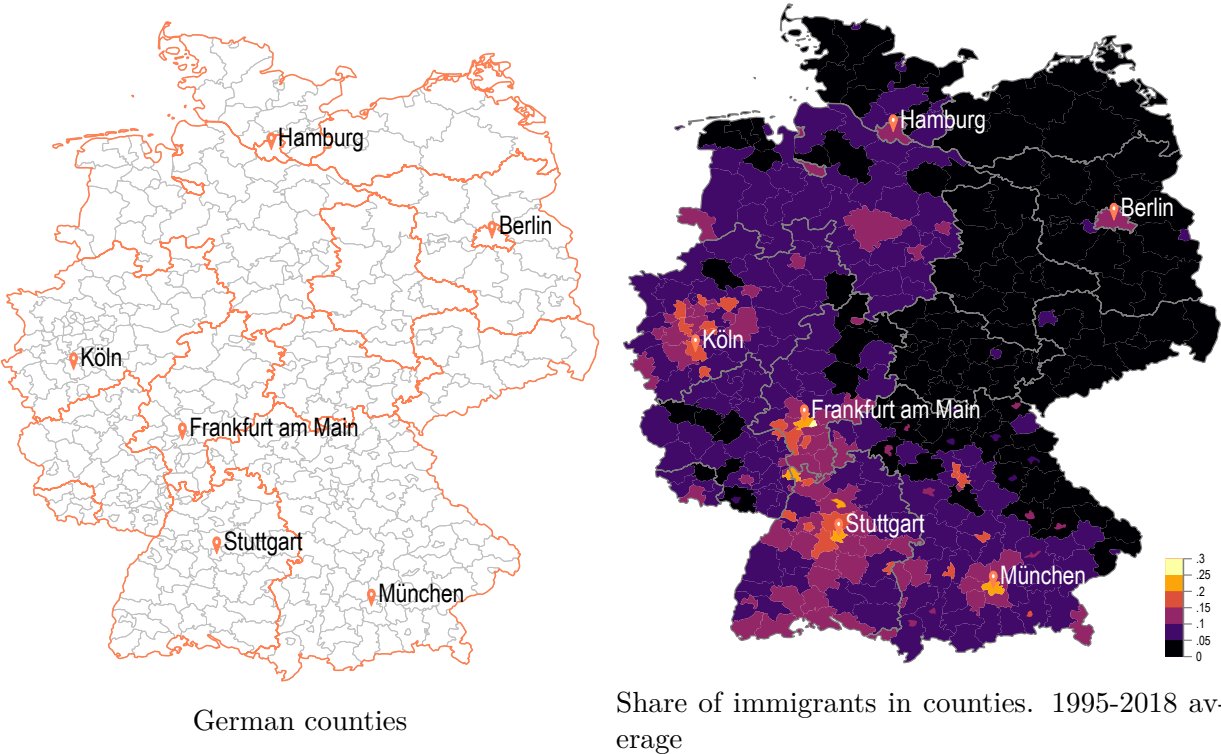 Hamburg
Berlin
Köln
Frankfurt am Main
Stuttgart
München
German counties
Hamburg
Berlin
Köln
Frankfurt am Main
Stuttgart
München
.3
.25
.2
.15
.1
.05
0
Share of immigrants in counties. 1995-2018 av-
erage